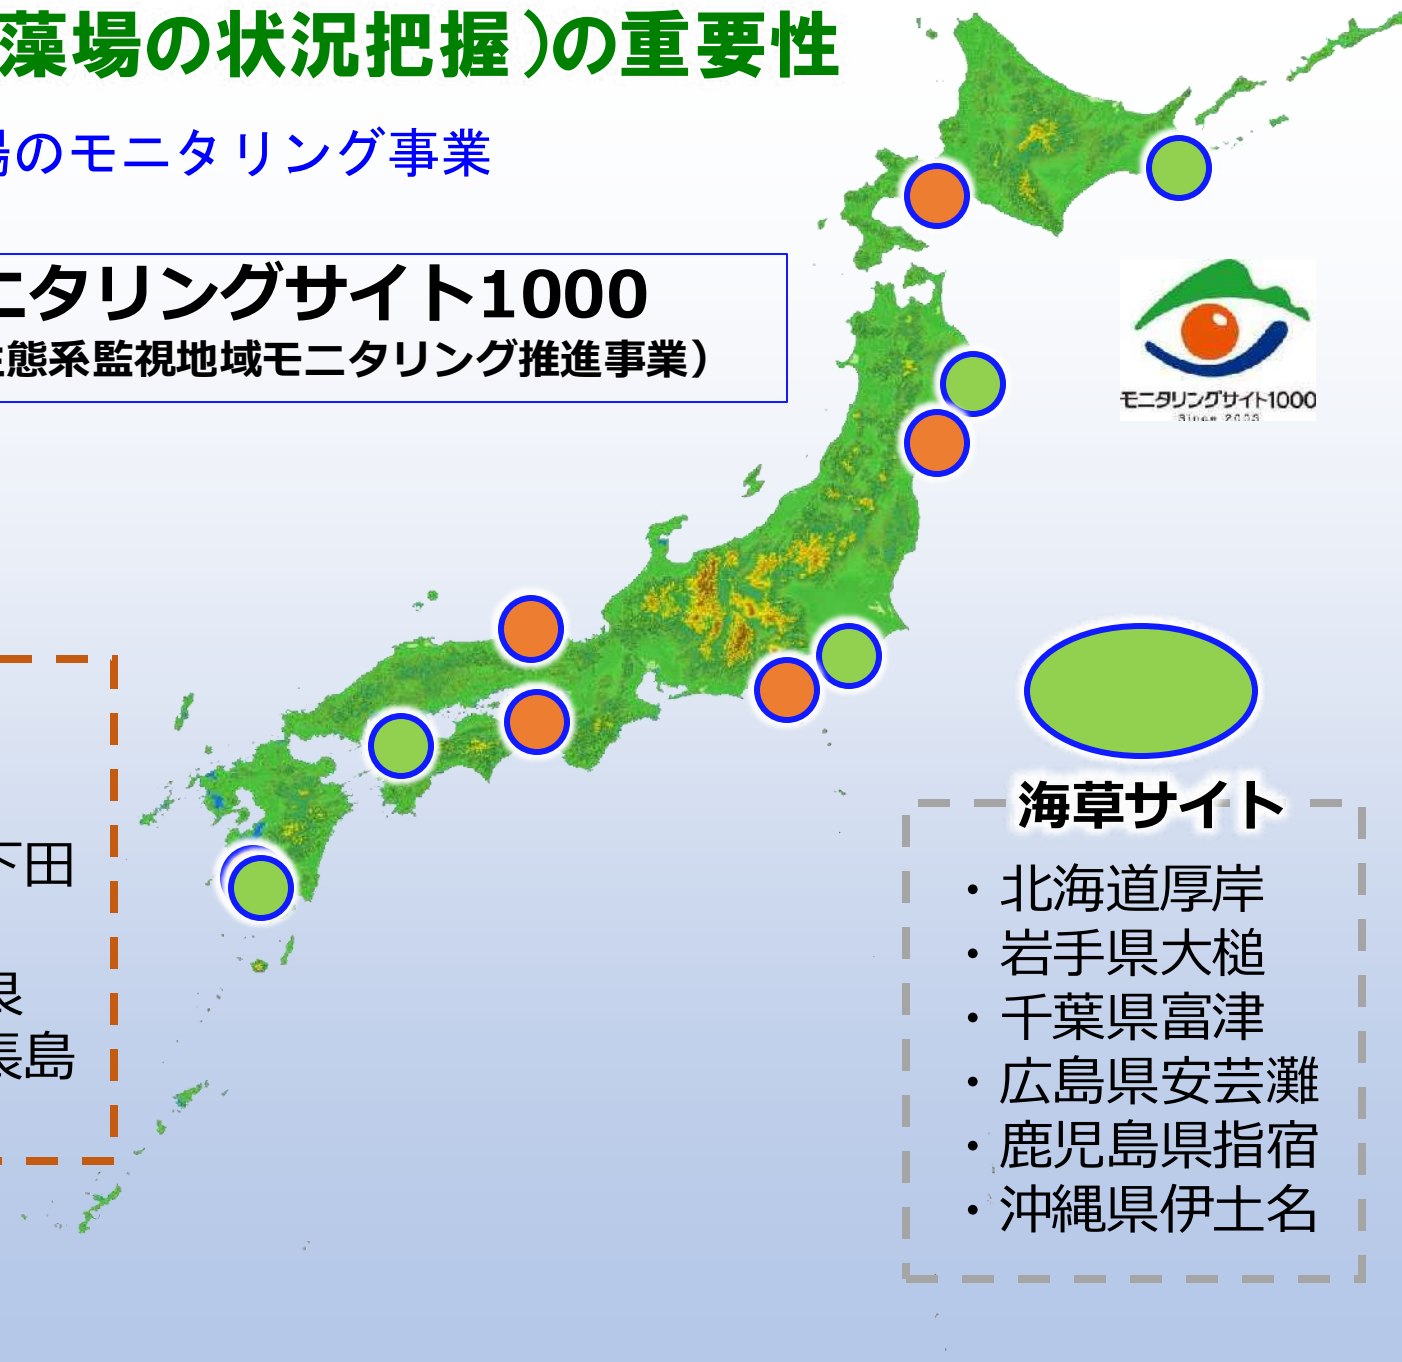 藻場の状況把握）の重要性
場のモニタリング事業
ニタリングサイト1000
生態系監視地域モニタリング推進事業）
モニタリングサイト1000
Since 2003
下田
長島
海草サイト
・北海道厚岸
・岩手県大槌
・千葉県富津
・広島県安芸灘
・鹿児島県指宿
・沖縄県伊土名